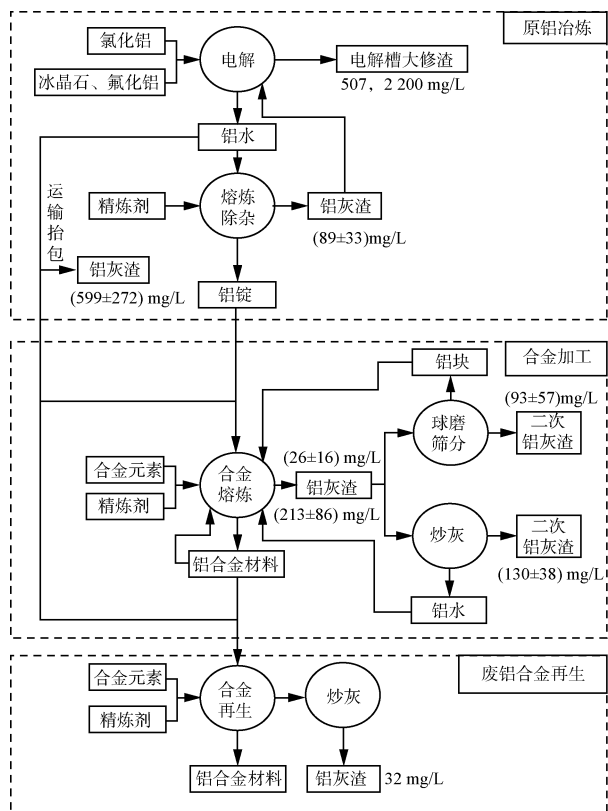 原铝冶炼
氯化铝
冰晶石、氟化铝
电解
电解槽大修渣
507，2 200 mg/L
铝水
运输抬包
精炼剂
熔炼
除杂
铝灰渣
(89±33)mg/L
铝灰渣
(599±272) mg/L
铝锭
合金加工
铝块
(93±57)mg/L
球磨
筛分
二次
铝灰渣
合金元素
精炼剂
合金
熔炼
(26±16) mg/L
铝灰渣
(213±86) mg/L
炒灰
二次
铝灰渣
(130±38) mg/L
铝合金材料
铝水
废铝合金再生
合金元素
精炼剂
合金
再生
炒灰
铝合金材料
铝灰渣
32 mg/L